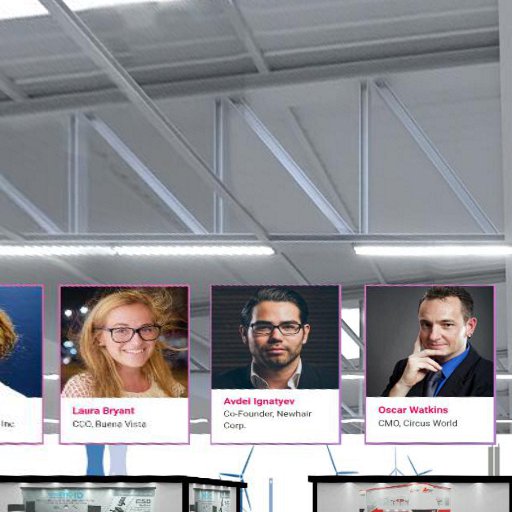 Inc.
Laura Bryant
CCO, Buena Vista
Avdei Ignatyev
Co-Founder, Newhair
Corp.
Oscar Watkins
CMO, Circus World